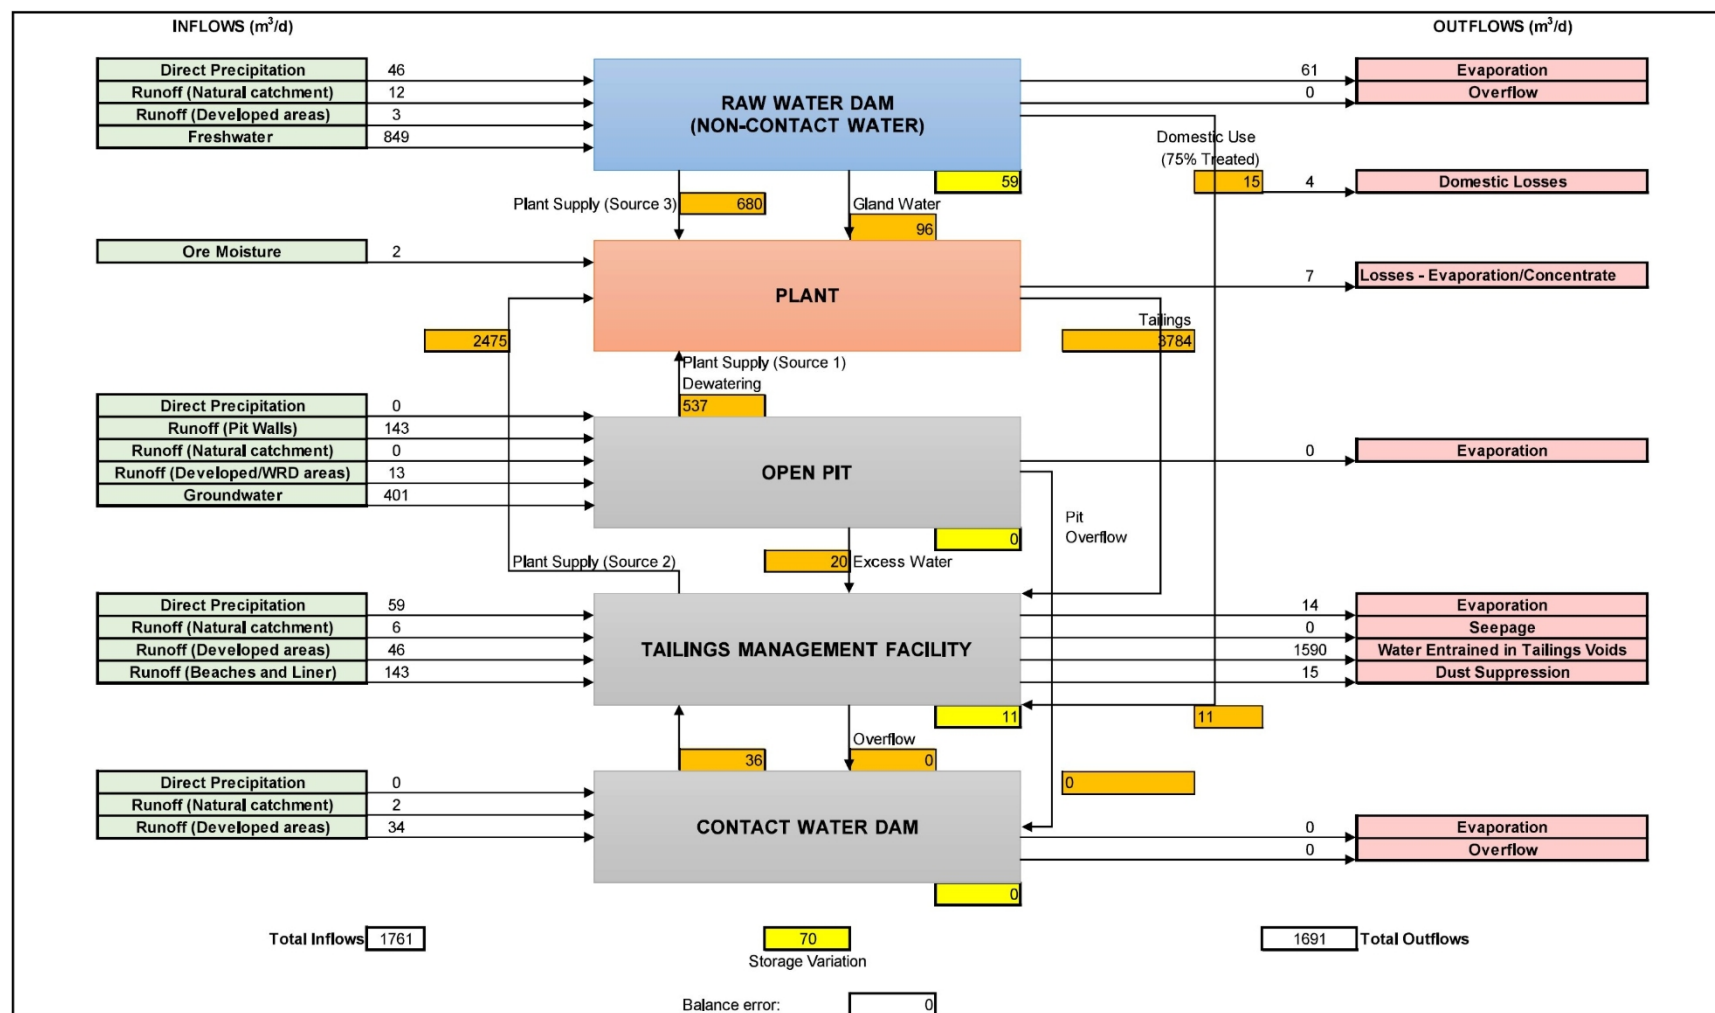 INFLOWS (m³/d)
OUTFLOWS (m³/d)
Direct Precipitation 46
Runoff (Natural catchment) 12
Runoff (Developed areas) 3
Freshwater 849
RAW WATER DAM
(NON-CONTACT WATER)
59
61 Evaporation
0 Overflow
Domestic Use
(75% Treated)
15
4 Domestic Losses
Plant Supply (Source 3) 680
Gland Water
96
Ore Moisture 2
PLANT
7 Losses - Evaporation/Concentrate
2475
Tailings
3784
Plant Supply (Source 1)
Dewatering
537
Direct Precipitation 0
Runoff (Pit Walls) 143
Runoff (Natural catchment) 0
Runoff (Developed/WRD areas) 13
Groundwater 401
OPEN PIT
0
0 Evaporation
Pit
Overflow
Plant Supply (Source 2)
20 Excess Water
Direct Precipitation 59
Runoff (Natural catchment) 6
Runoff (Developed areas) 46
Runoff (Beaches and Liner) 143
TAILINGS MANAGEMENT FACILITY
11
14 Evaporation
0 Seepage
1590 Water Entrained in Tailings Voids
15 Dust Suppression
11
36
Overflow
0
0
Direct Precipitation 0
Runoff (Natural catchment) 2
Runoff (Developed areas) 34
CONTACT WATER DAM
0
0 Evaporation
0 Overflow
Total Inflows 1761
70
Storage Variation
1691 Total Outflows
Balance error: 0